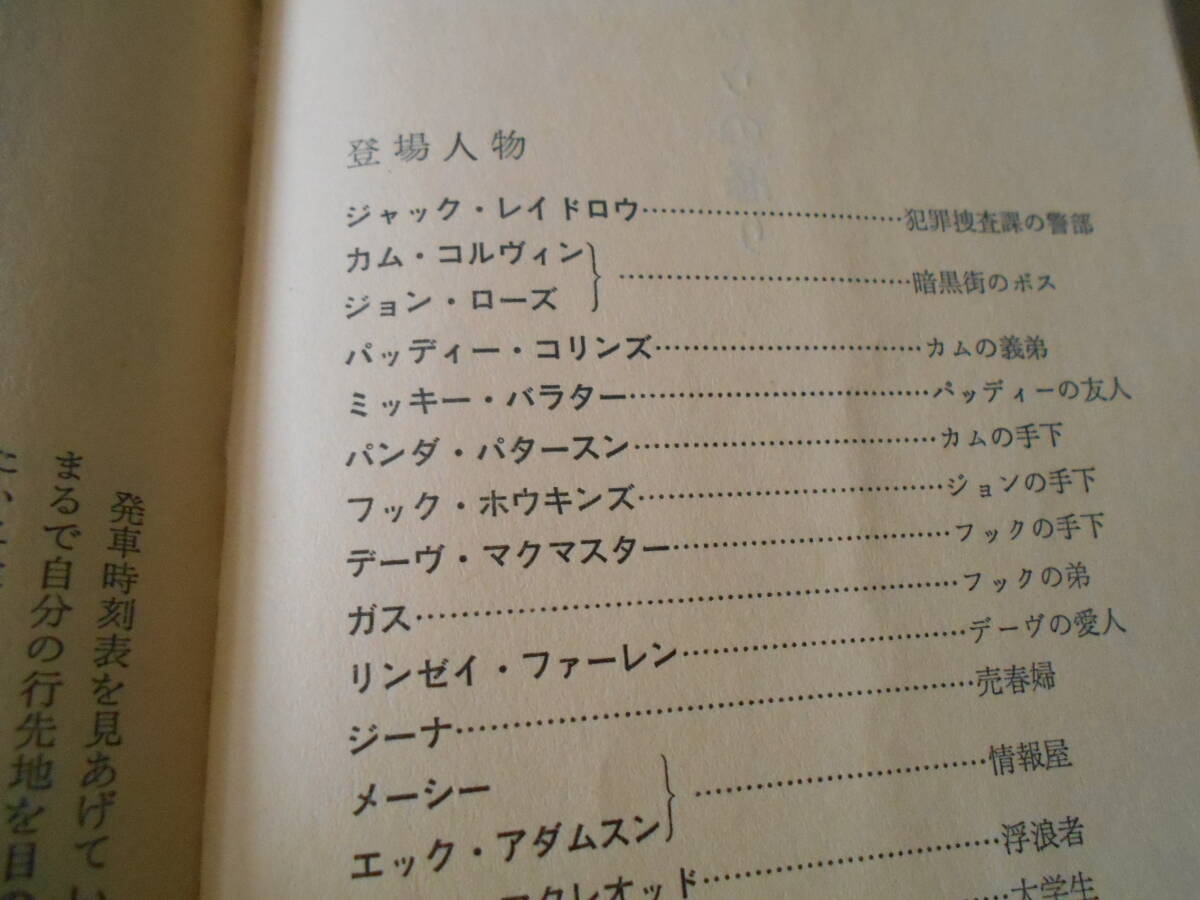 登場人物
ジャック・レイドロウ……………………犯罪捜査課の警部
カム・コルヴィン
ジョン・ローズ
}……………………暗黒街のボス
パッディー・コリンズ……………………カムの義弟
ミッキー・バラター……………………パッディーの友人
パンダ・パタースン……………………カムの手下
フック・ホウキンズ……………………ジョンの手下
デーヴ・マクマスター……………………フックの手下
ガス……………………フックの弟
リンゼイ・ファーレン……………………デーヴの愛人
ジーナ……………………売春婦
メーシー
エック・アダムスン
}……………………情報屋
マクレオッド……………………浮浪者
大学生
発車時刻表を見あげてい
まるで自分の行先地を目の